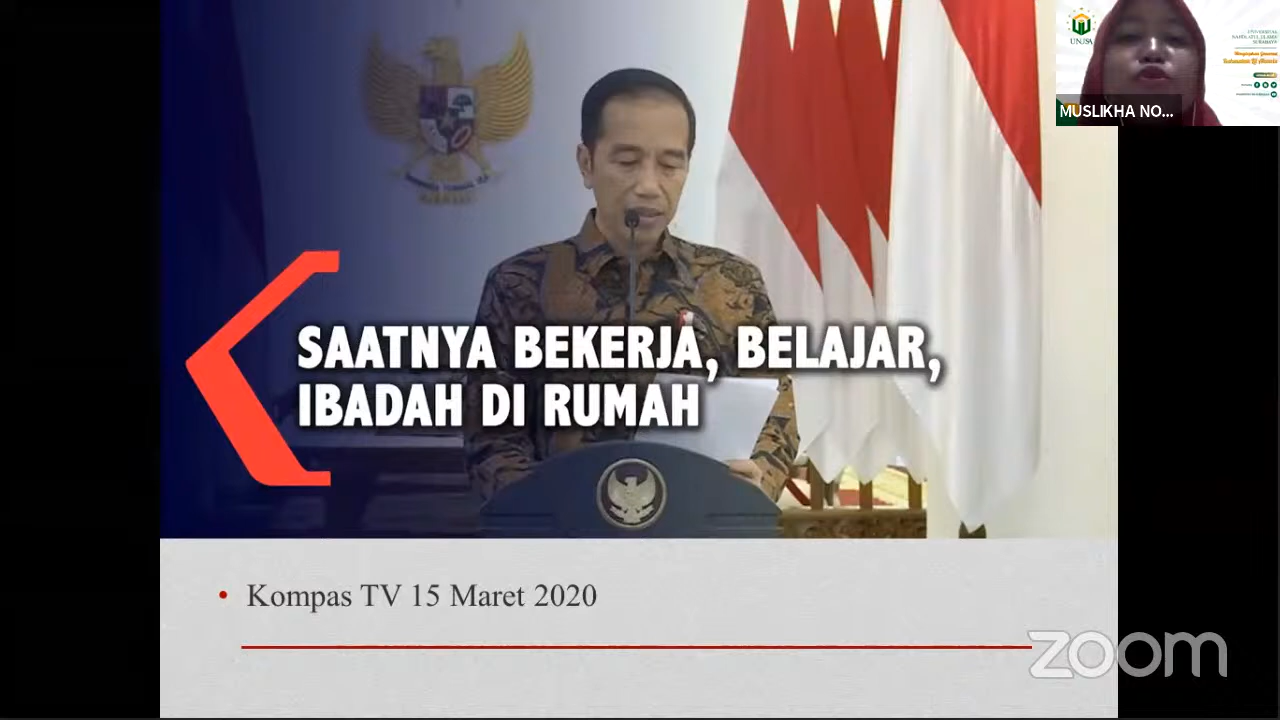 SAATNYA BEKERJA, BELAJAR,
IBADAH DI RUMAH
• Kompas TV 15 Maret 2020
zoom
UNUSA
MUSLIKHA NO...